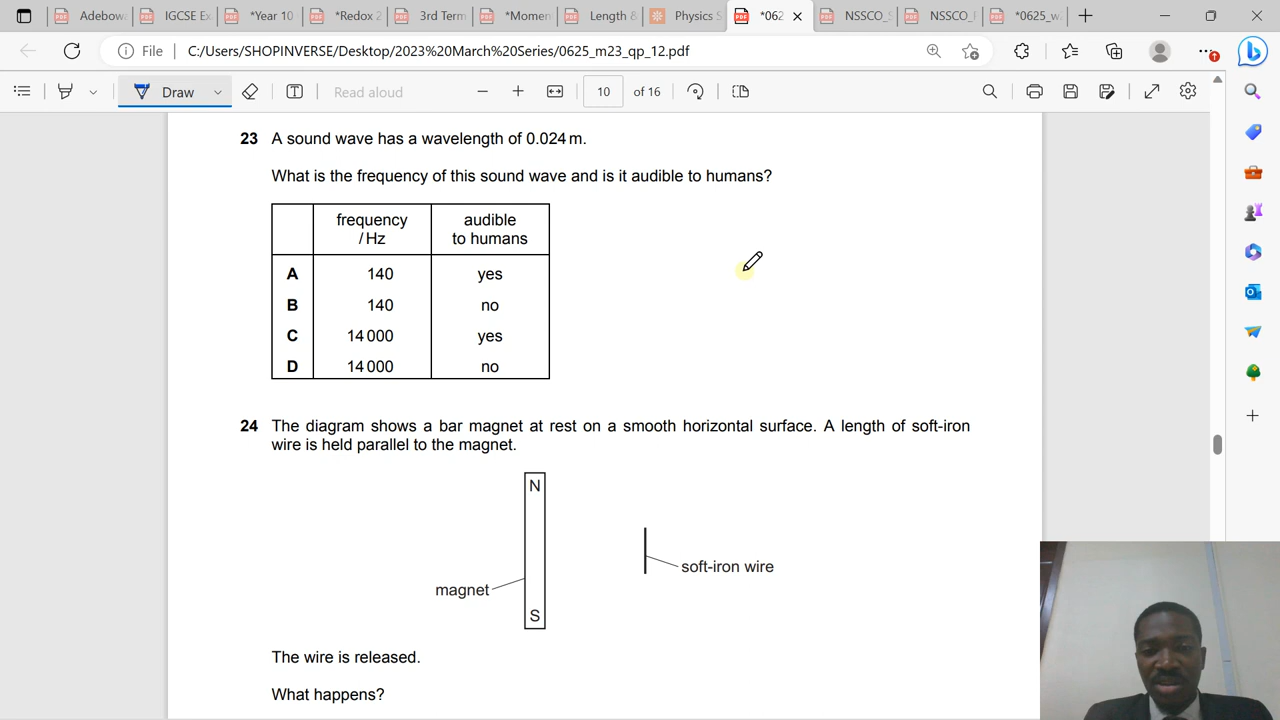 Adebowa
IGCSE Ex
*Year 10
*Redox 2
3rd Term
*Momen
Length &
Physics S
*062
NSSCO_S
NSSCO_
*0625_w
File
C:/Users/SHOPINVERSE/Desktop/2023%20March%20Series/0625_m23_qp_12.pdf
Draw
Read aloud
10
of 16
23 A sound wave has a wavelength of 0.024 m.
What is the frequency of this sound wave and is it audible to humans?
frequency audible
/ Hz to humans
A 140 yes
B 140 no
C 14 000 yes
D 14 000 no
24 The diagram shows a bar magnet at rest on a smooth horizontal surface. A length of soft-iron
wire is held parallel to the magnet.
N
soft-iron wire
magnet
S
The wire is released.
What happens?